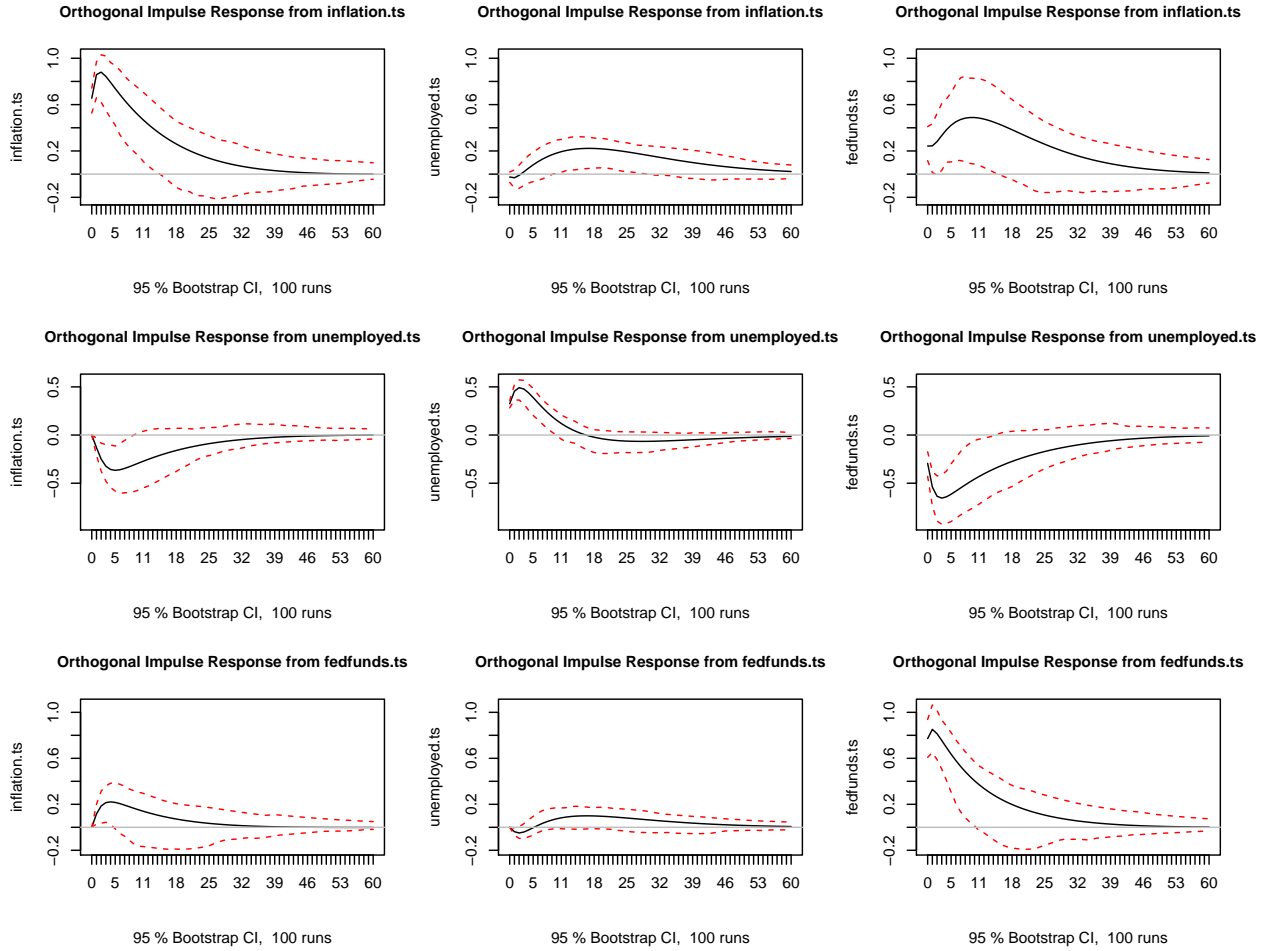 Orthogonal Impulse Response from inflation.ts
Orthogonal Impulse Response from inflation.ts
Orthogonal Impulse Response from inflation.ts
inflation.ts
−0.2 0.2 0.6 1.0
0 5 11 18 25 32 39 46 53 60
95 % Bootstrap CI, 100 runs
unemployed.ts
−0.2 0.2 0.6 1.0
0 5 11 18 25 32 39 46 53 60
95 % Bootstrap CI, 100 runs
fedfunds.ts
−0.2 0.2 0.6 1.0
0 5 11 18 25 32 39 46 53 60
95 % Bootstrap CI, 100 runs
Orthogonal Impulse Response from unemployed.ts
Orthogonal Impulse Response from unemployed.ts
Orthogonal Impulse Response from unemployed.ts
inflation.ts
−0.5 0.0 0.5
0 5 11 18 25 32 39 46 53 60
95 % Bootstrap CI, 100 runs
unemployed.ts
−0.5 0.0 0.5
0 5 11 18 25 32 39 46 53 60
95 % Bootstrap CI, 100 runs
fedfunds.ts
−0.5 0.0 0.5
0 5 11 18 25 32 39 46 53 60
95 % Bootstrap CI, 100 runs
Orthogonal Impulse Response from fedfunds.ts
Orthogonal Impulse Response from fedfunds.ts
Orthogonal Impulse Response from fedfunds.ts
inflation.ts
−0.2 0.2 0.6 1.0
0 5 11 18 25 32 39 46 53 60
95 % Bootstrap CI, 100 runs
unemployed.ts
−0.2 0.2 0.6 1.0
0 5 11 18 25 32 39 46 53 60
95 % Bootstrap CI, 100 runs
fedfunds.ts
−0.2 0.2 0.6 1.0
0 5 11 18 25 32 39 46 53 60
95 % Bootstrap CI, 100 runs